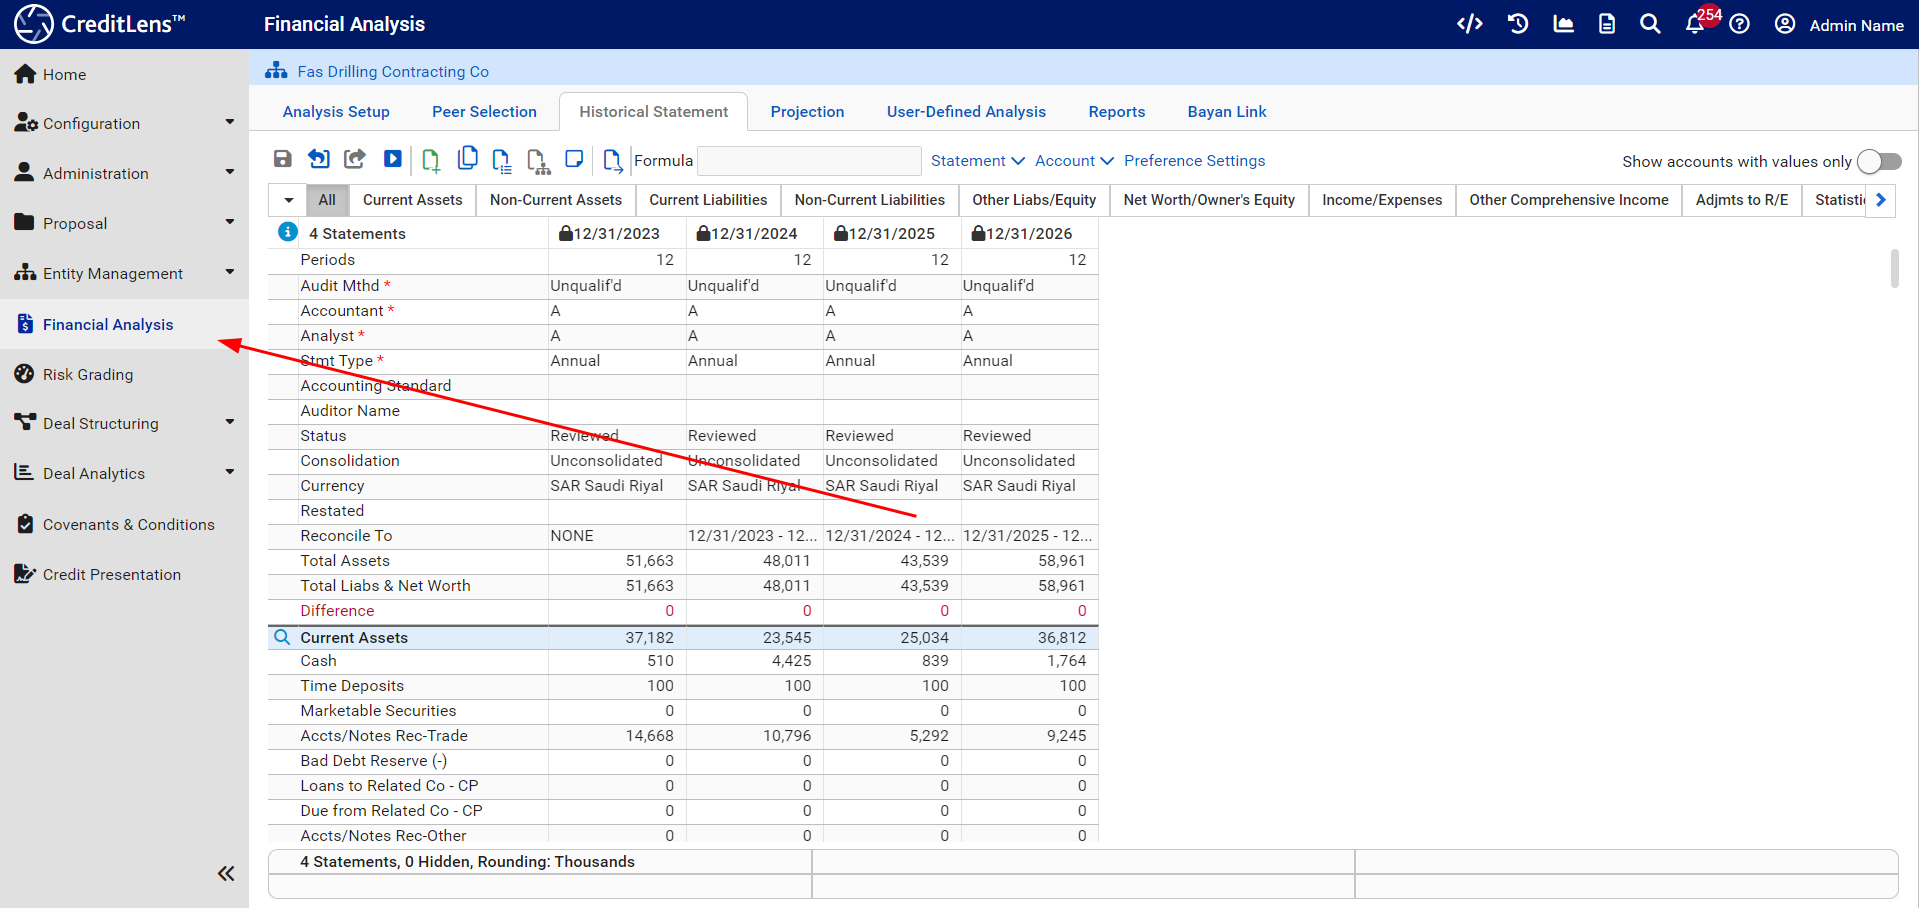 CreditLens™ Financial Analysis 254 Admin Name
Home
Configuration
Administration
Proposal
Entity Management
Financial Analysis
Risk Grading
Deal Structuring
Deal Analytics
Covenants & Conditions
Credit Presentation
Fas Drilling Contracting Co
Analysis Setup Peer Selection Historical Statement Projection User-Defined Analysis Reports Bayan Link
Formula Statement Account Preference Settings Show accounts with values only
All Current Assets Non-Current Assets Current Liabilities Non-Current Liabilities Other Liabs/Equity Net Worth/Owner's Equity Income/Expenses Other Comprehensive Income Adjmts to R/E Statisti
4 Statements 12/31/2023 12/31/2024 12/31/2025 12/31/2026
Periods 12 12 12 12
Audit Mthd * Unqualif'd Unqualif'd Unqualif'd Unqualif'd
Accountant * A A A A
Analyst * A A A A
Stmt Type * Annual Annual Annual Annual
Accounting Standard
Auditor Name
Status Reviewed Reviewed Reviewed Reviewed
Consolidation Unconsolidated Unconsolidated Unconsolidated Unconsolidated
Currency SAR Saudi Riyal SAR Saudi Riyal SAR Saudi Riyal SAR Saudi Riyal
Restated
Reconcile To NONE 12/31/2023 - 12... 12/31/2024 - 12... 12/31/2025 - 12...
Total Assets 51,663 48,011 43,539 58,961
Total Liabs & Net Worth 51,663 48,011 43,539 58,961
Difference 0 0 0 0
Current Assets 37,182 23,545 25,034 36,812
Cash 510 4,425 839 1,764
Time Deposits 100 100 100 100
Marketable Securities 0 0 0 0
Accts/Notes Rec-Trade 14,668 10,796 5,292 9,245
Bad Debt Reserve (-) 0 0 0 0
Loans to Related Co - CP 0 0 0 0
Due from Related Co - CP 0 0 0 0
Accts/Notes Rec-Other 0 0 0 0
4 Statements, 0 Hidden, Rounding: Thousands